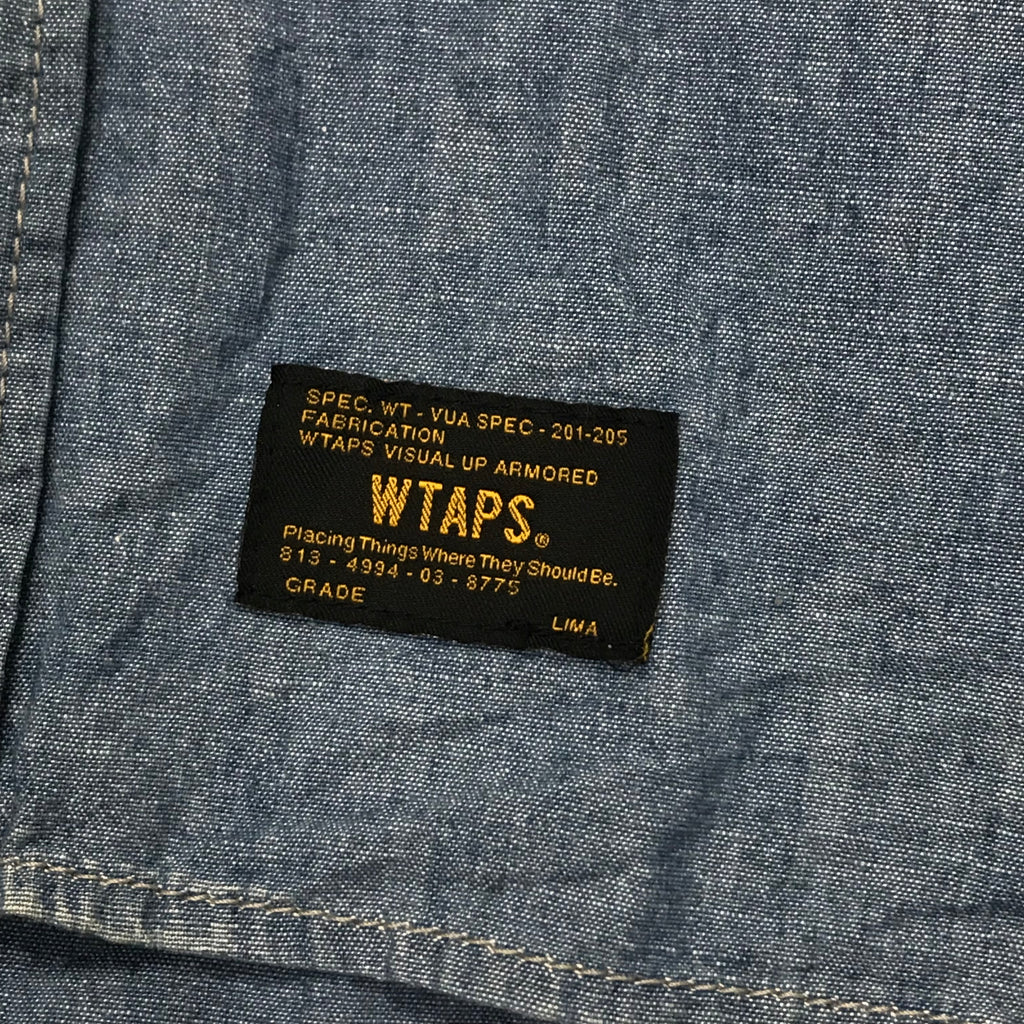 SPEC. WT - VUA SPEC - 201-205
FABRICATION
WTAPS VISUAL UP ARMORED
WTAPS®
Placing Things Where They Should Be.
813 - 4994 - 03 - 8775
GRADE
LIMA